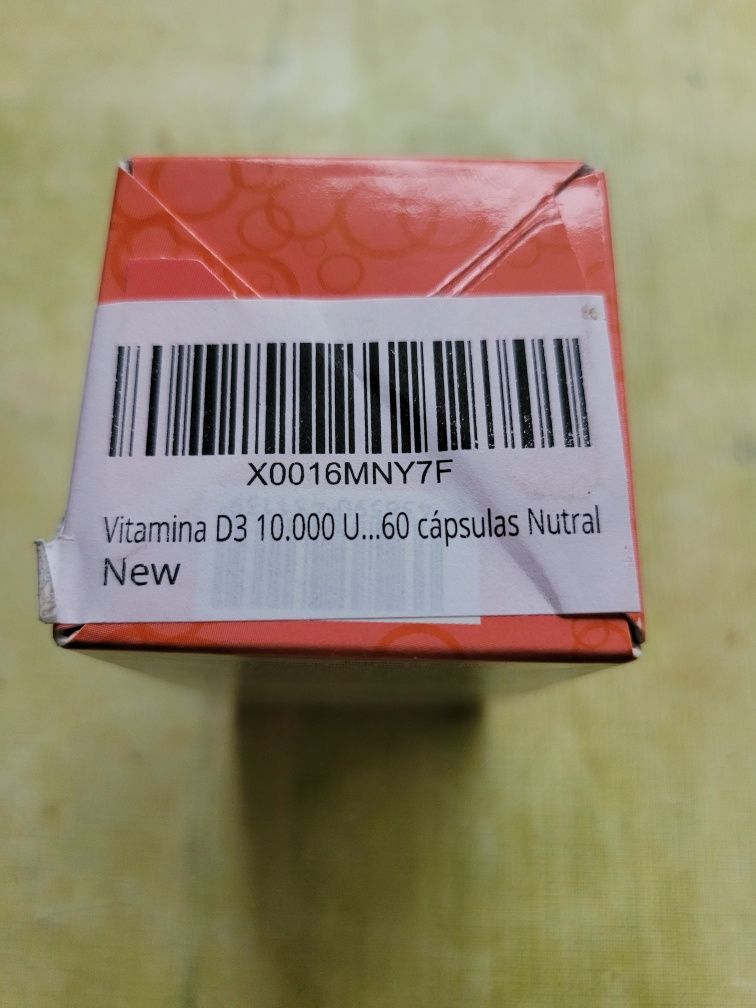 X0016MNY7F
Vitamina D3 10.000 U...60 cápsulas Nutral
New